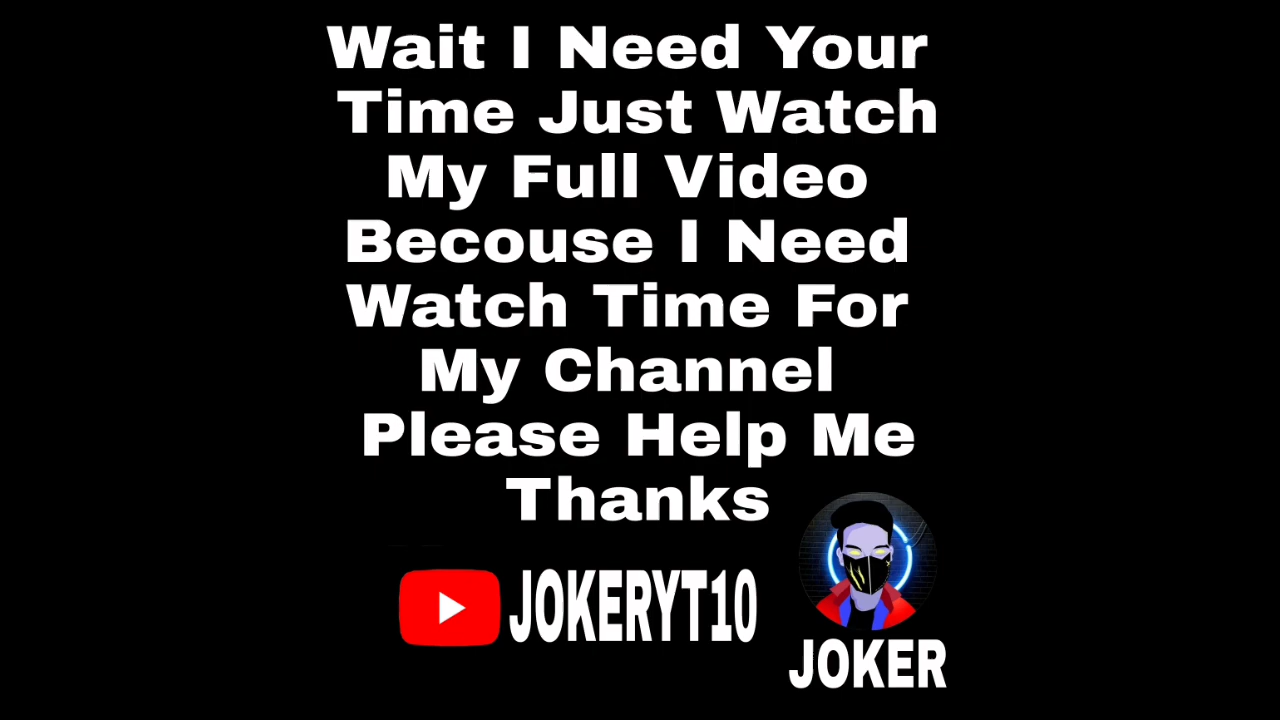 Wait I Need Your
Time Just Watch
My Full Video
Becouse I Need
Watch Time For
My Channel
Please Help Me
Thanks
JOKERYT10
JOKER